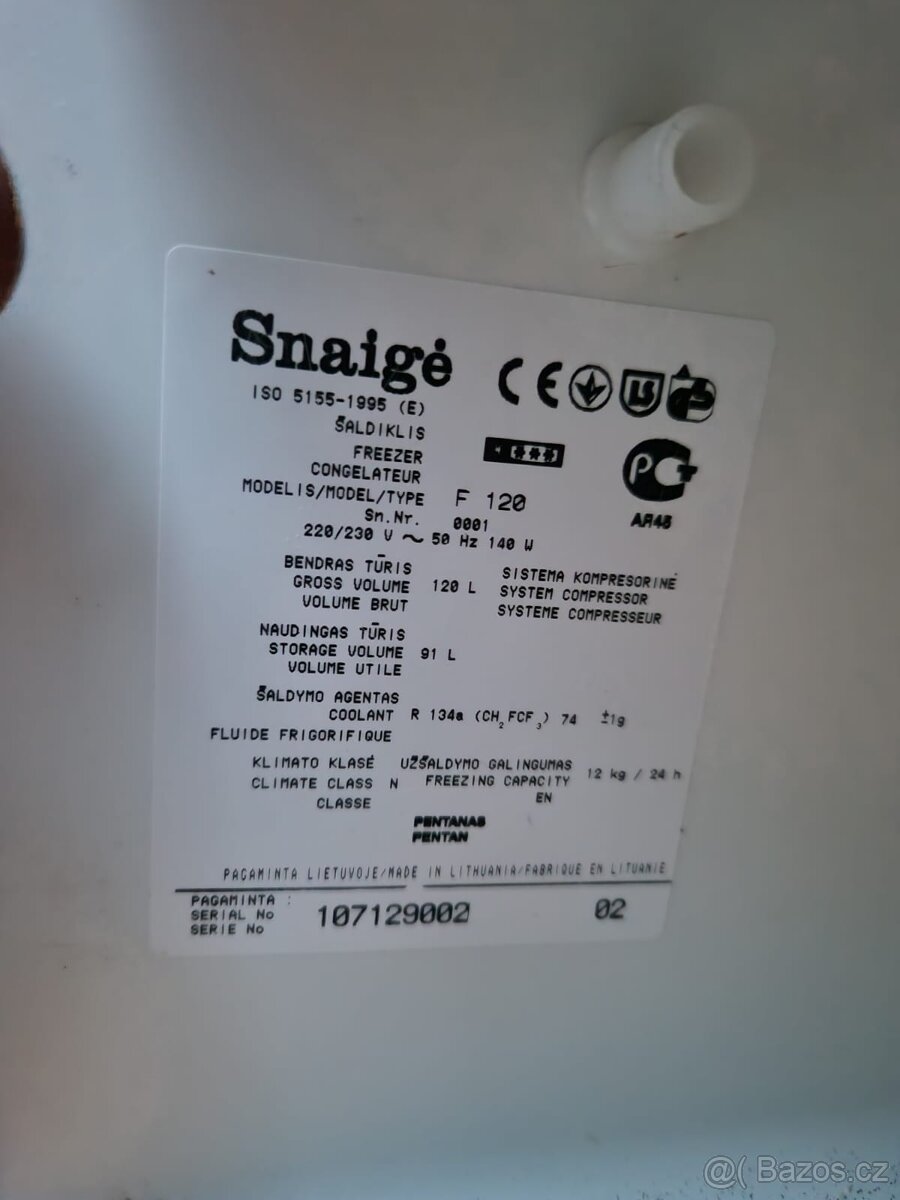 Snaigė
CE
LS
ISO 5155-1995 (E)
ŠALDIKLIS
FREEZER
CONGELATEUR
PCT
AЯ48
MODELIS/MODEL/TYPE F 120
Sn.Nr. 0001
220/230 V ~ 50 Hz 140 W
BENDRAS TŪRIS
GROSS VOLUME 120 L
VOLUME BRUT
SISTEMA KOMPRESORINĖ
SYSTEM COMPRESSOR
SYSTEME COMPRESSEUR
NAUDINGAS TŪRIS
STORAGE VOLUME 91 L
VOLUME UTILE
ŠALDYMO AGENTAS
COOLANT R 134a (CH₂FCF₃) 74 ±1g
FLUIDE FRIGORIFIQUE
KLIMATO KLASĖ
CLIMATE CLASS N
CLASSE
UŽŠALDYMO GALINGUMAS
FREEZING CAPACITY 12 kg / 24 h
EN
PENTANAS
PENTAN
PAGAMINTA LIETUVOJE/MADE IN LITHUANIA/FABRIQUE EN LITUANIE
PAGAMINTA :
SERIAL No 107129002 02
SERIE No
@( Bazos.cz